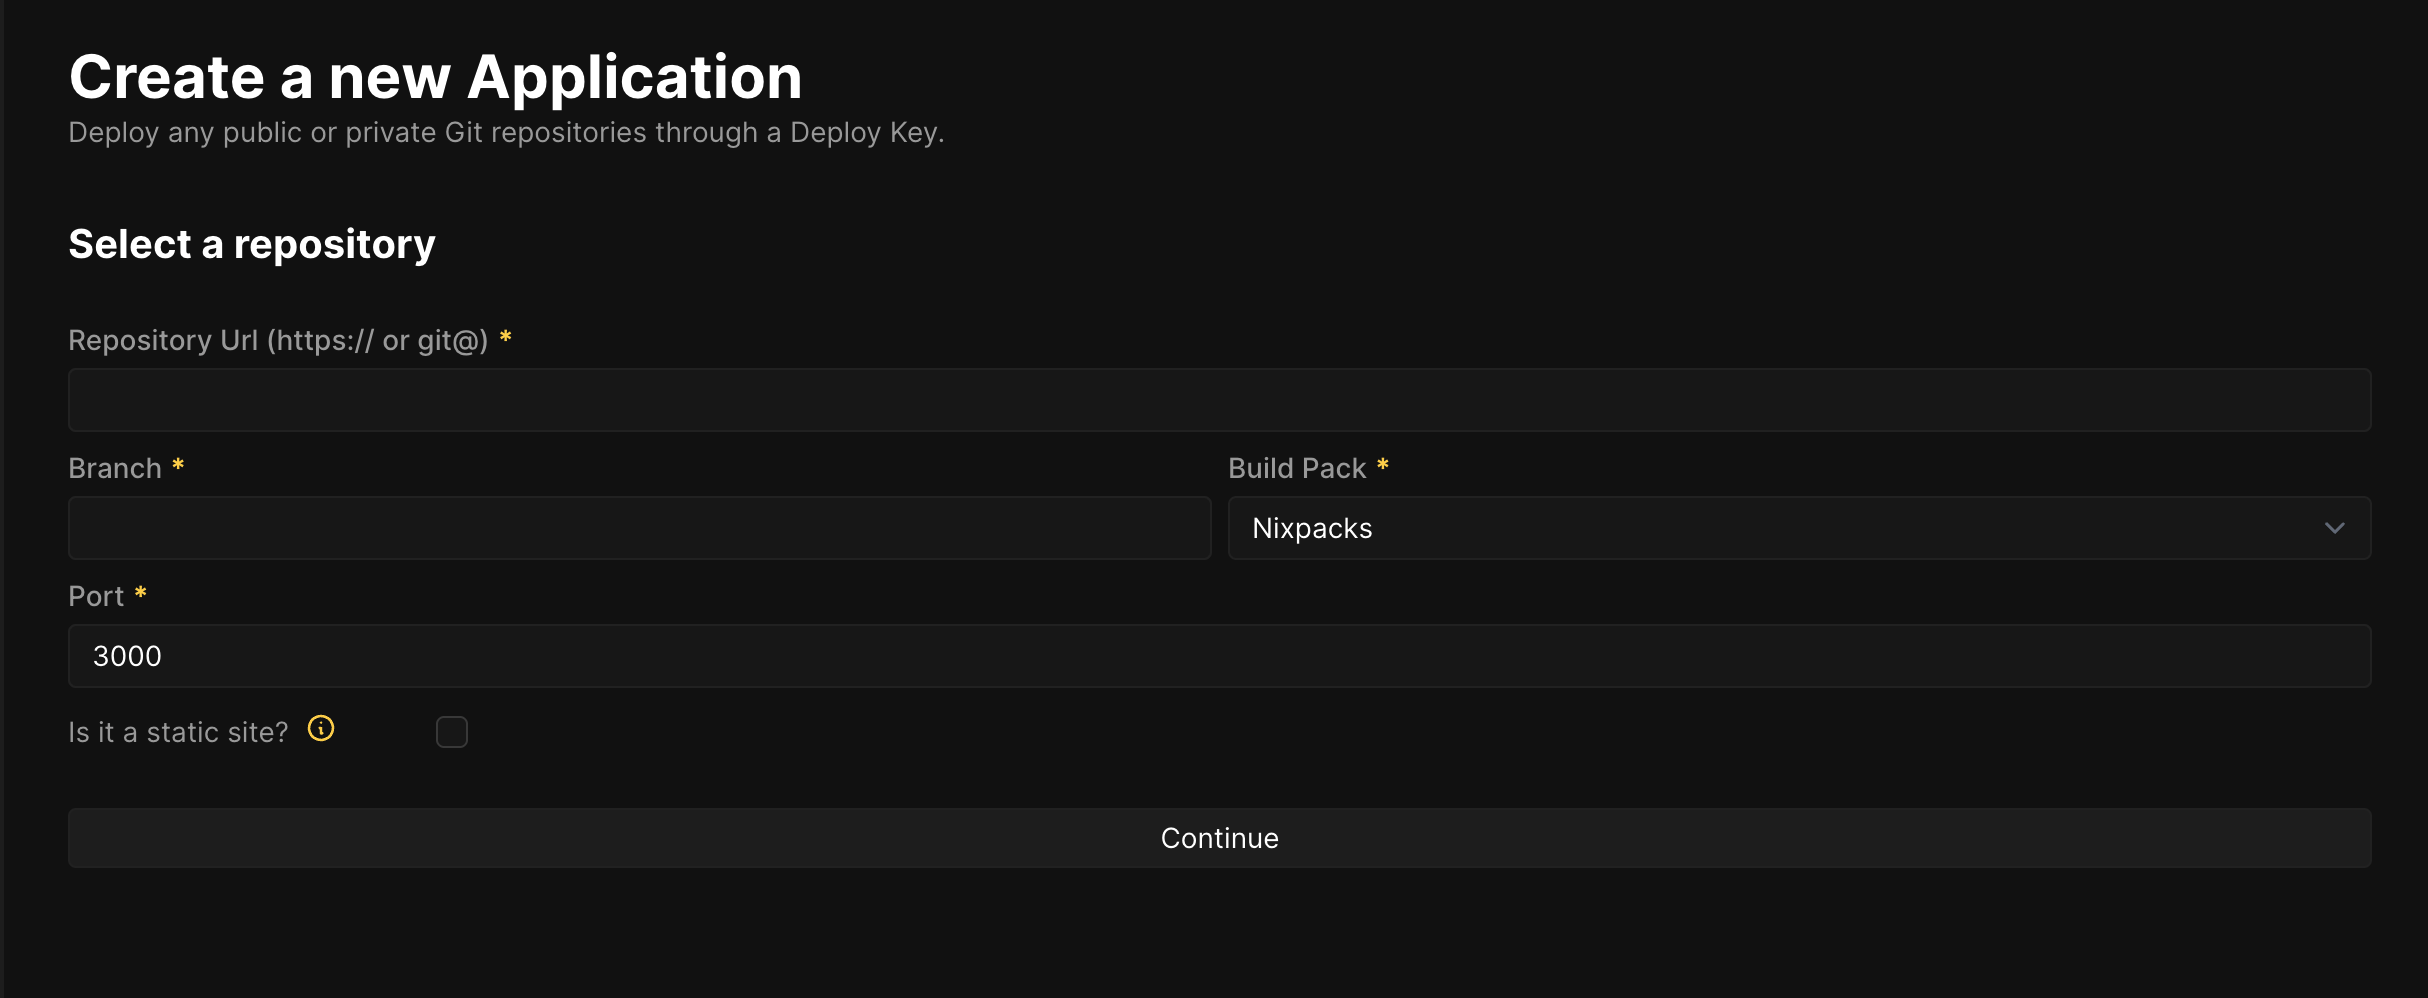 Create a new Application
Deploy any public or private Git repositories through a Deploy Key.
Select a repository
Repository Url (https:// or git@) *
Branch *
Build Pack *
Nixpacks
Port *
3000
Is it a static site?
Continue